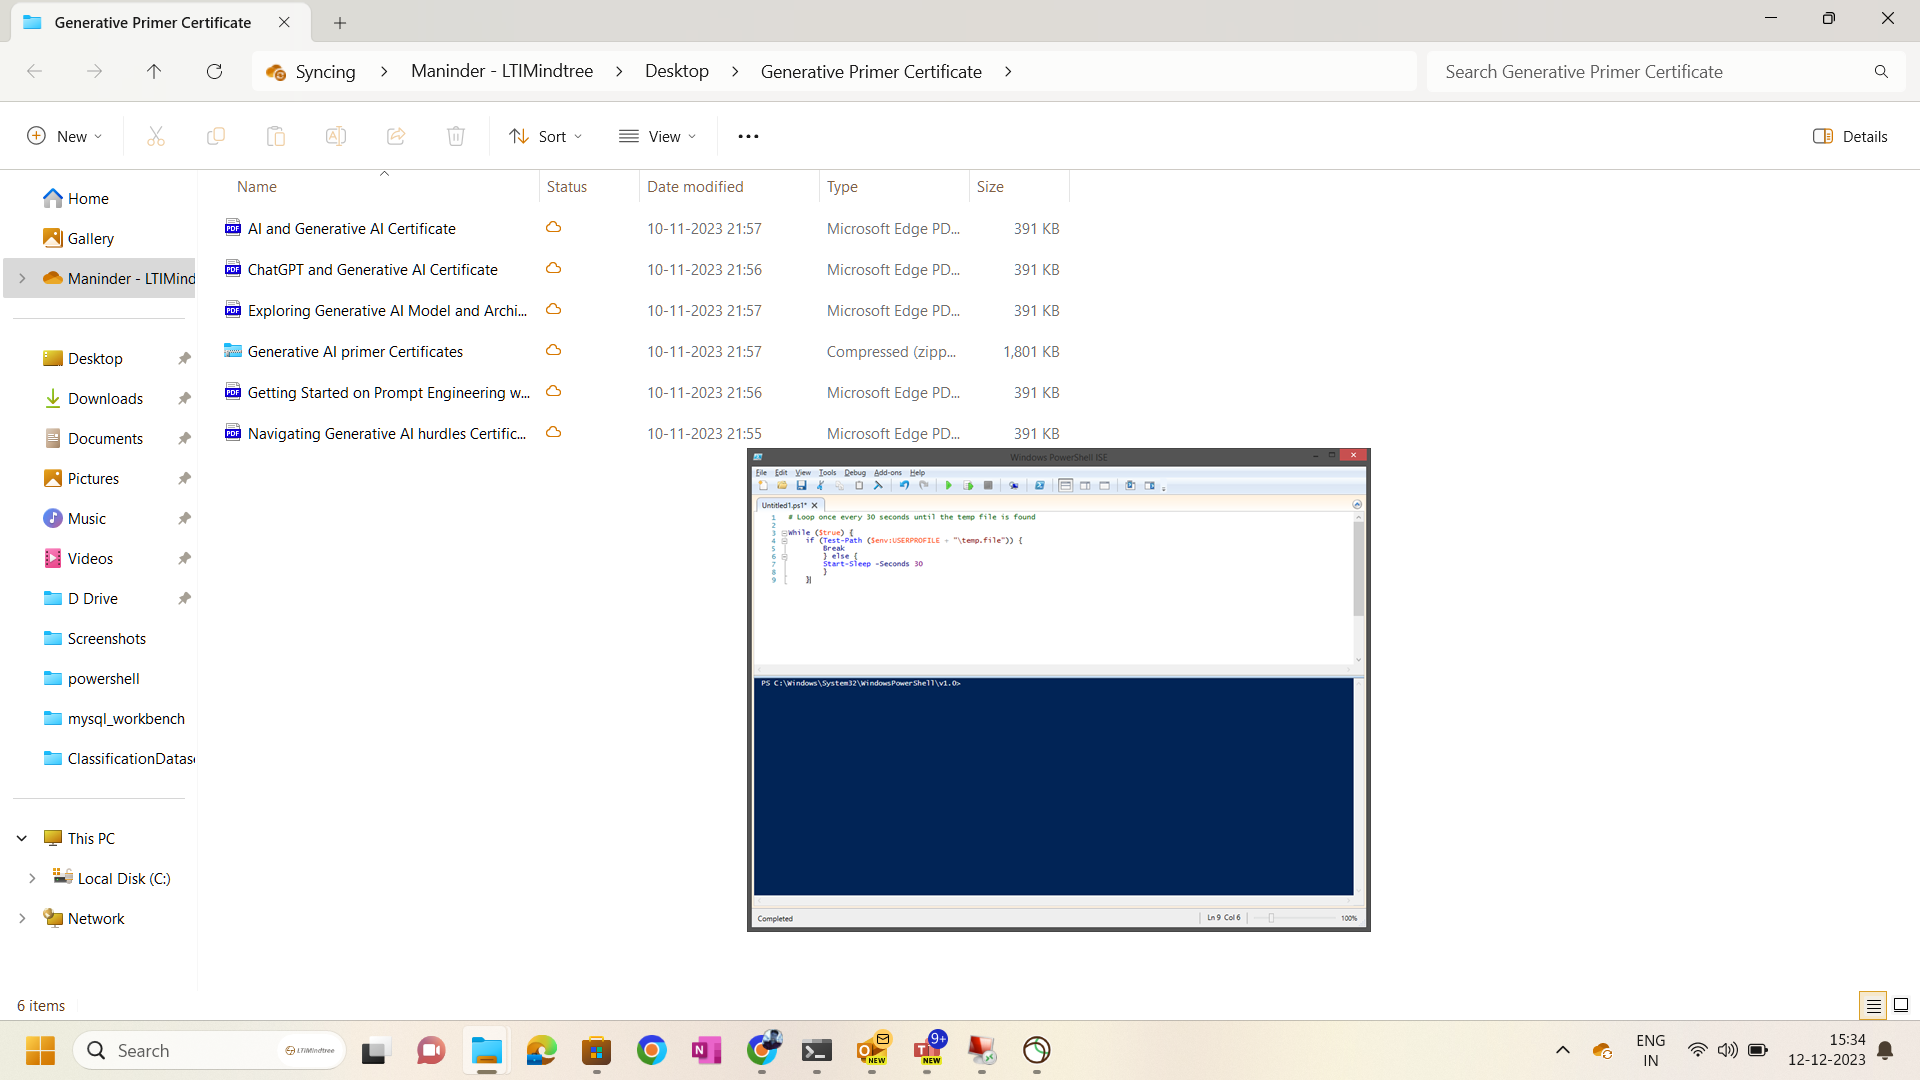 Generative Primer Certificate
Syncing > Maninder - LTIMindtree > Desktop > Generative Primer Certificate >
Search Generative Primer Certificate
New
Sort
View
Details
Name Status Date modified Type Size
AI and Generative AI Certificate 10-11-2023 21:57 Microsoft Edge PD... 391 KB
ChatGPT and Generative AI Certificate 10-11-2023 21:56 Microsoft Edge PD... 391 KB
Exploring Generative AI Model and Archi... 10-11-2023 21:57 Microsoft Edge PD... 391 KB
Generative AI primer Certificates 10-11-2023 21:57 Compressed (zipp... 1,801 KB
Getting Started on Prompt Engineering w... 10-11-2023 21:56 Microsoft Edge PD... 391 KB
Navigating Generative AI hurdles Certific... 10-11-2023 21:55 Microsoft Edge PD... 391 KB
Home
Gallery
Maninder - LTIMind
Desktop
Downloads
Documents
Pictures
Music
Videos
D Drive
Screenshots
powershell
mysql_workbench
ClassificationDatas
This PC
Local Disk (C:)
Network
Windows PowerShell ISE
File Edit View Tools Debug Add-ons Help
Untitled1.ps1*
1 # Loop once every 30 seconds until the temp file is found
2
3 While ($true) {
4 if (Test-Path ($env:USERPROFILE + "\temp.file")) {
5 Break
6 } else {
7 Start-Sleep -Seconds 30
8 }
9 }
PS C:\Windows\System32\WindowsPowerShell\v1.0>
Completed
Ln 9 Col 6
100%
6 items
Search
LTIMindtree
NEW
9+
NEW
ENG
IN
15:34
12-12-2023